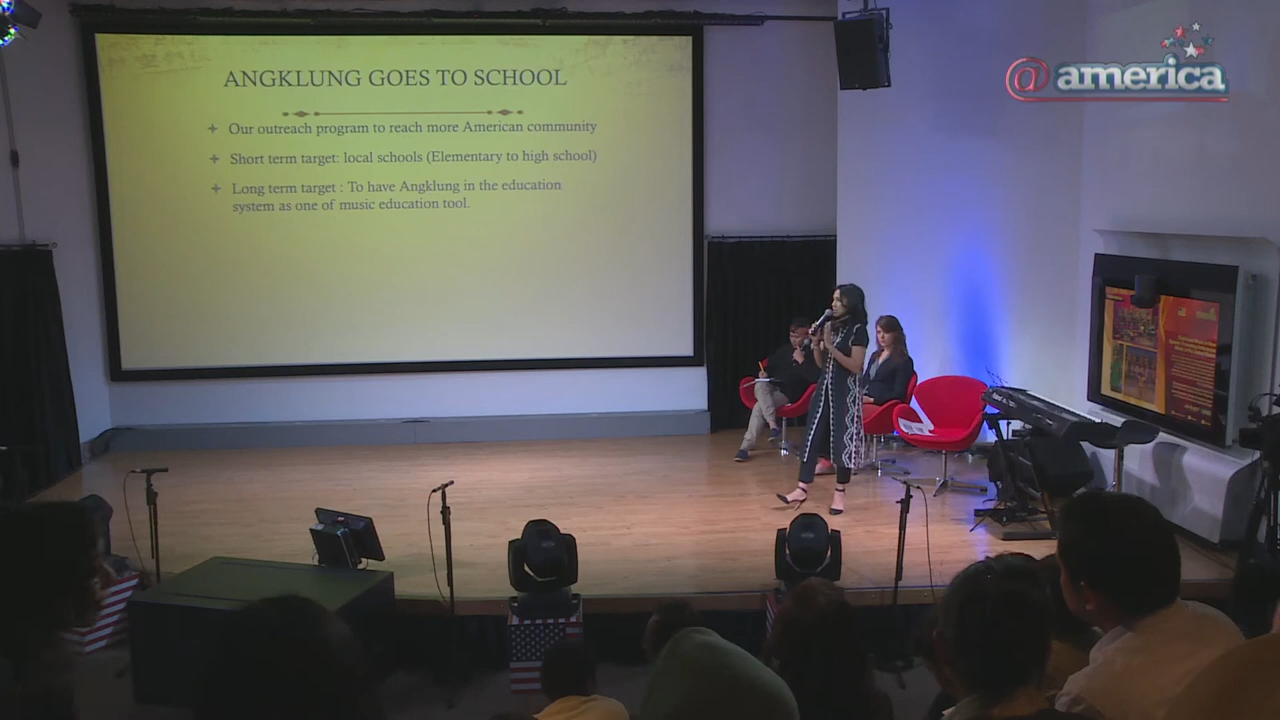 ANGKLUNG GOES TO SCHOOL
Our outreach program to reach more American community
Short term target: local schools (Elementary to high school)
Long term target : To have Angklung in the education
system as one of music education tool.
@america